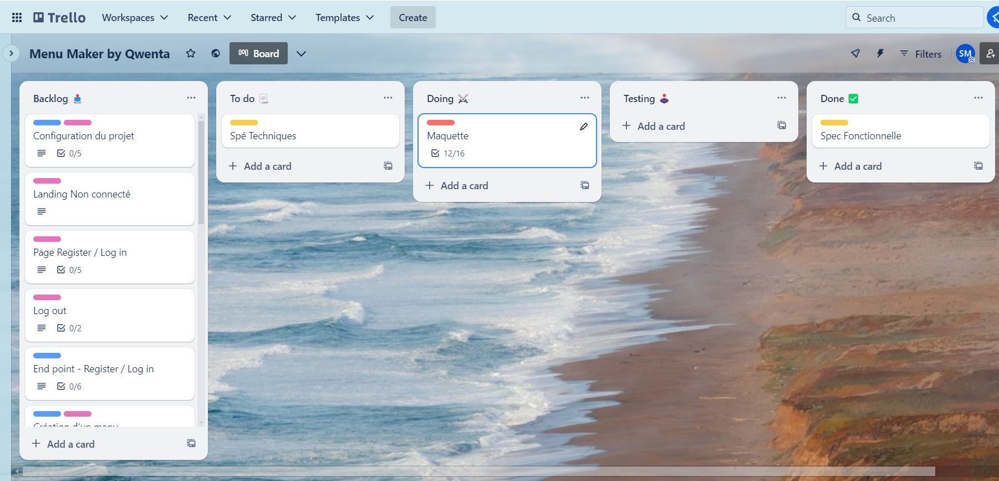 Trello
Workspaces
Recent
Starred
Templates
Create
Search
Menu Maker by Qwenta
Board
Filters
SM
Backlog
Configuration du projet
0/5
Landing Non connecté
Page Register / Log in
0/5
Log out
0/2
End point - Register / Log in
0/6
Création d'un menu
Add a card
To do
Spé Techniques
Add a card
Doing
Maquette
12/16
Add a card
Testing
Add a card
Done
Spec Fonctionnelle
Add a card